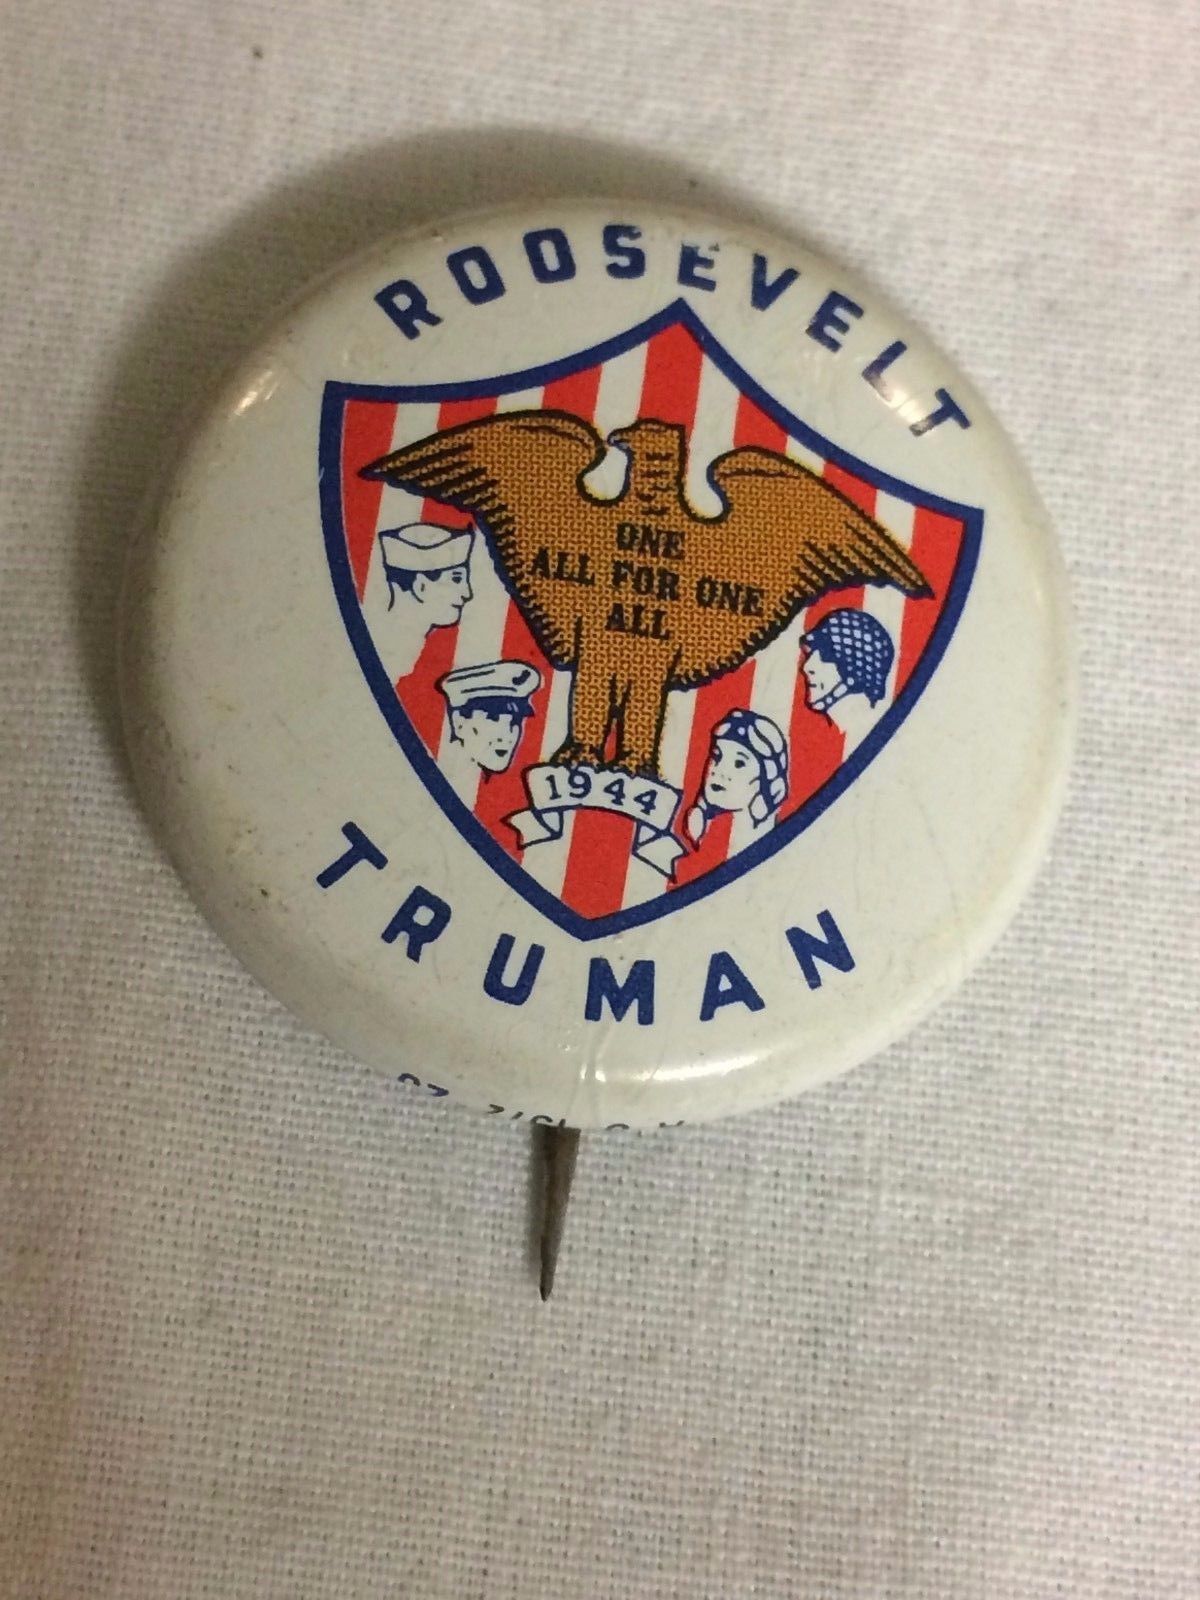 ROOSEVELT
ONE
ALL FOR ONE
ALL
1944
TRUMAN